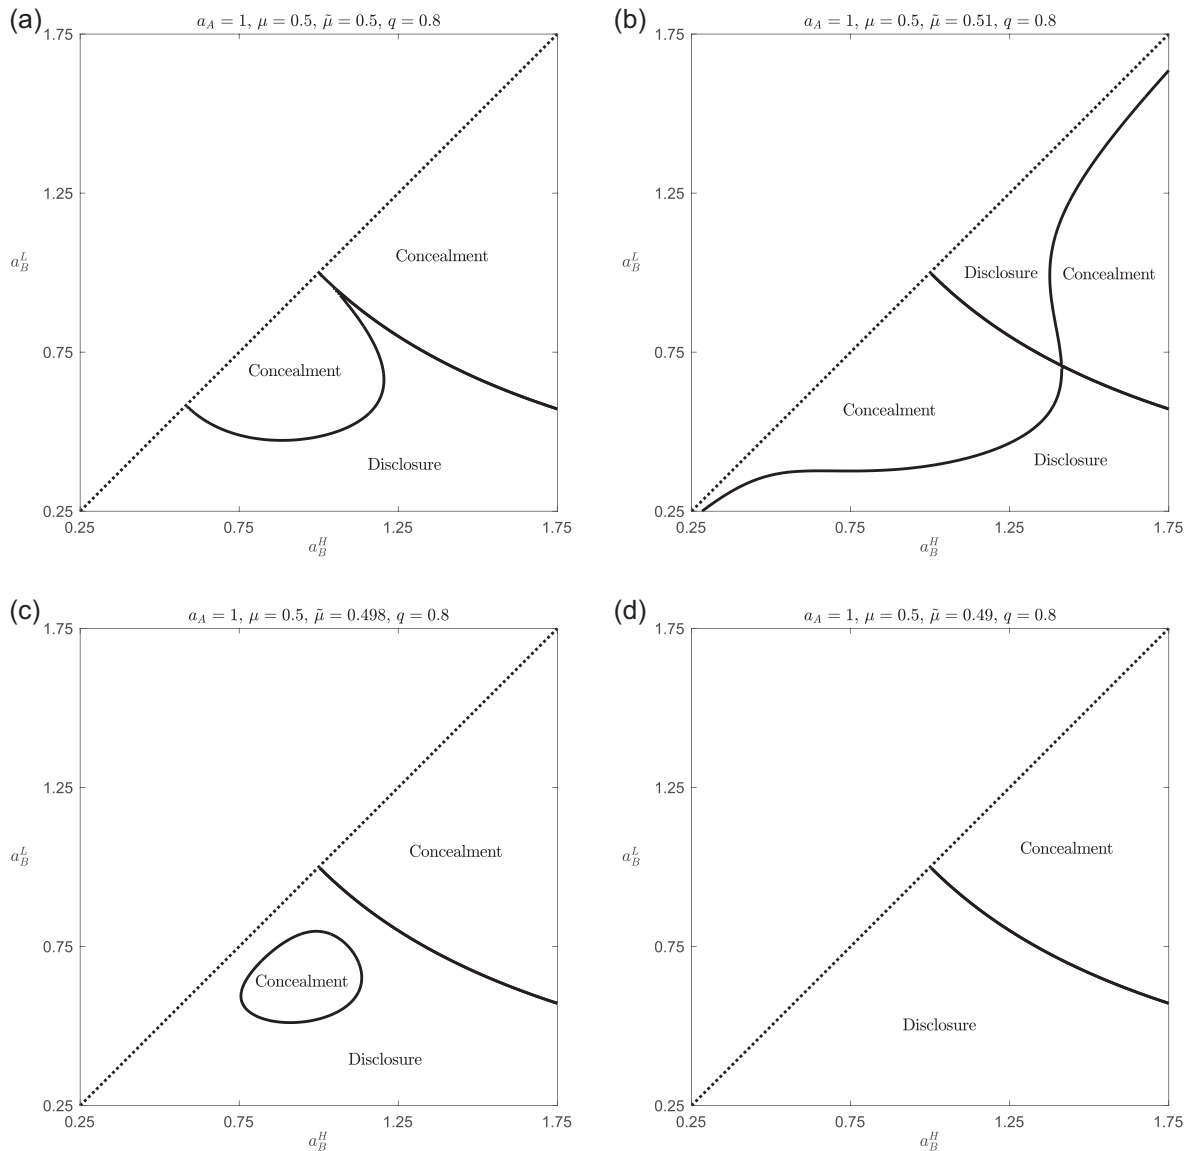 (a)
a_A = 1, μ = 0.5, μ̃ = 0.5, q = 0.8
1.75
1.25
0.75
0.25
a_B^L
Concealment
Concealment
Disclosure
0.25 0.75 1.25 1.75
a_B^H
(b)
a_A = 1, μ = 0.5, μ̃ = 0.51, q = 0.8
1.75
1.25
0.75
0.25
a_B^L
Disclosure Concealment
Concealment
Disclosure
0.25 0.75 1.25 1.75
a_B^H
(c)
a_A = 1, μ = 0.5, μ̃ = 0.498, q = 0.8
1.75
1.25
0.75
0.25
a_B^L
Concealment
Concealment
Disclosure
0.25 0.75 1.25 1.75
a_B^H
(d)
a_A = 1, μ = 0.5, μ̃ = 0.49, q = 0.8
1.75
1.25
0.75
0.25
a_B^L
Concealment
Disclosure
0.25 0.75 1.25 1.75
a_B^H